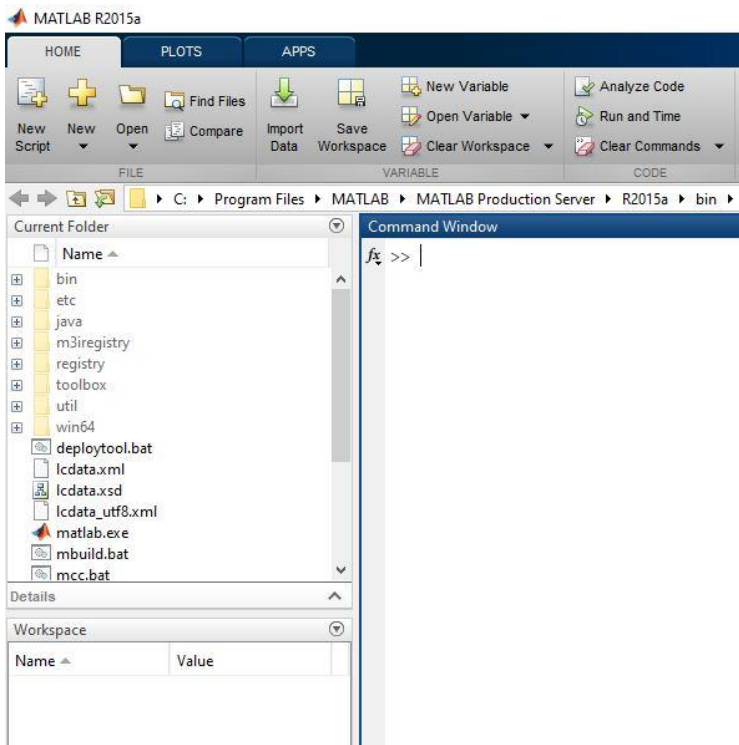 MATLAB R2015a
HOME PLOTS APPS
New Script
New
Open
Find Files
Compare
Import Data
Save Workspace
New Variable
Open Variable
Clear Workspace
Analyze Code
Run and Time
Clear Commands
FILE VARIABLE CODE
C: Program Files MATLAB MATLAB Production Server R2015a bin
Current Folder
Name
bin
etc
java
m3iregistry
registry
toolbox
util
win64
deploytool.bat
lcdata.xml
lcdata.xsd
lcdata_utf8.xml
matlab.exe
mbuild.bat
mcc.bat
Details
Workspace
Name Value
Command Window
fx >>